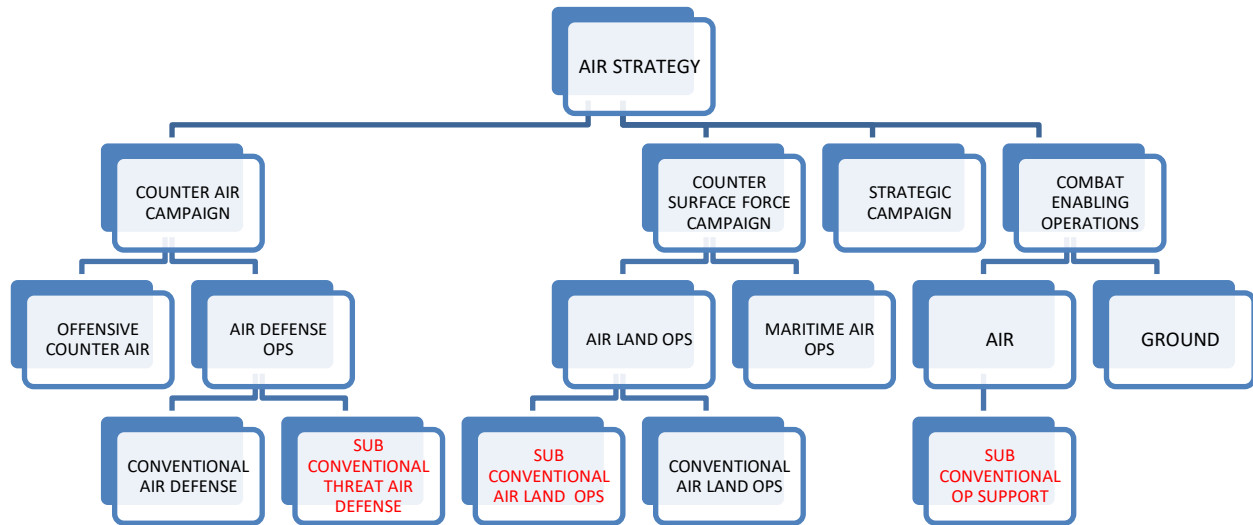 AIR STRATEGY
COUNTER AIR
CAMPAIGN
COUNTER
SURFACE FORCE
CAMPAIGN
STRATEGIC
CAMPAIGN
COMBAT
ENABLING
OPERATIONS
OFFENSIVE
COUNTER AIR
AIR DEFENSE
OPS
AIR LAND OPS
MARITIME AIR
OPS
AIR
GROUND
CONVENTIONAL
AIR DEFENSE
SUB
CONVENTIONAL
THREAT AIR
DEFENSE
SUB
CONVENTIONAL
AIR LAND OPS
CONVENTIONAL
AIR LAND OPS
SUB
CONVENTIONAL
OP SUPPORT